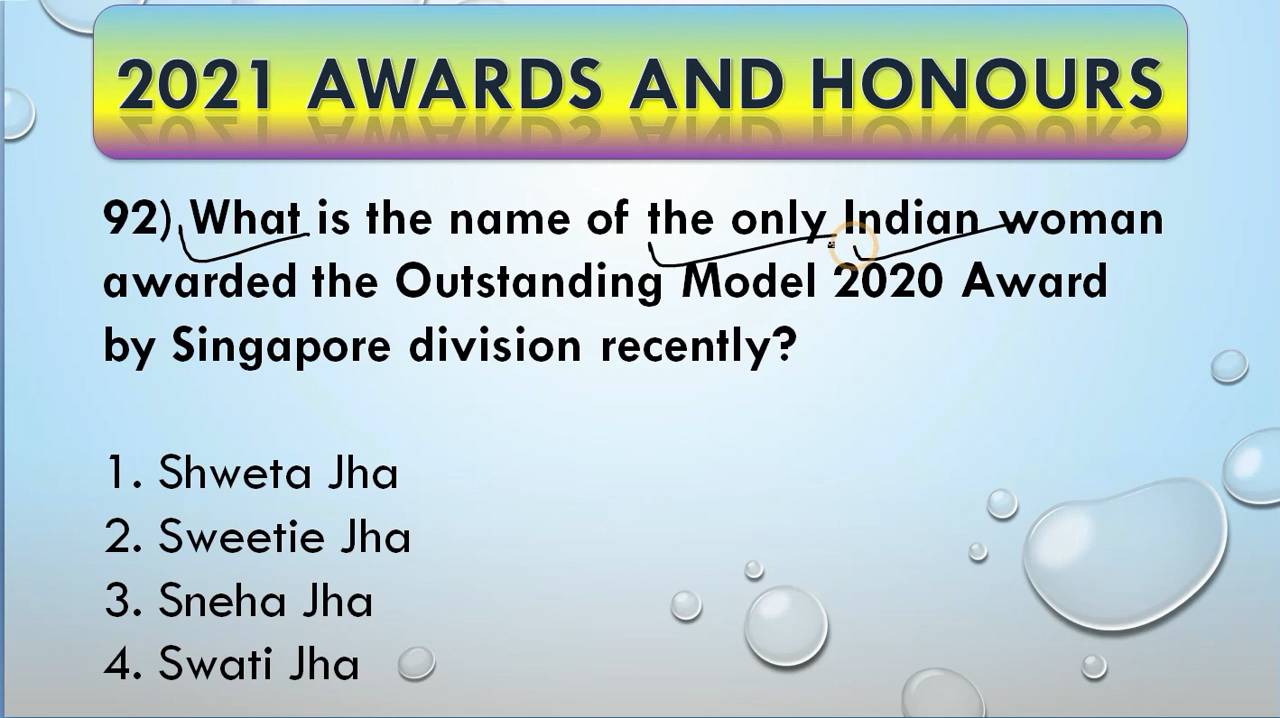 2021 AWARDS AND HONOURS
92) What is the name of the only Indian woman
awarded the Outstanding Model 2020 Award
by Singapore division recently?
1. Shweta Jha
2. Sweetie Jha
3. Sneha Jha
4. Swati Jha